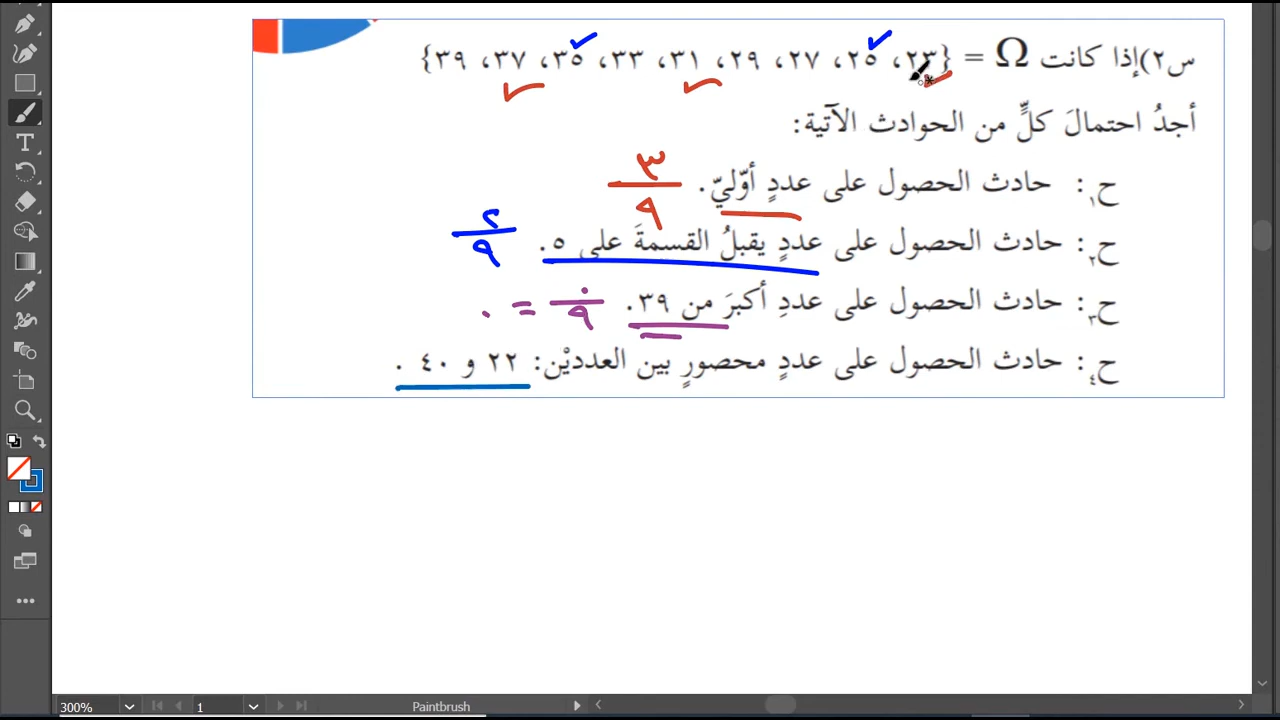 س٢) إذا كانت Ω = {٢٣، ٢٥، ٢٧، ٢٩، ٣١، ٣٣، ٣٥، ٣٧، ٣٩}
أجدُ احتمالَ كلٍّ من الحوادث الآتية:
ح١: حادث الحصول على عددٍ أوّليّ. ٣/٩
ح٢: حادث الحصول على عددٍ يقبلُ القسمةَ على ٥. ٢/٩
ح٣: حادث الحصول على عددِ أكبرَ من ٣٩. ٠/٩ = ٠
ح٤: حادث الحصول على عددٍ محصورٍ بين العدديْن: ٢٢ و ٤٠.
300% 1 Paintbrush